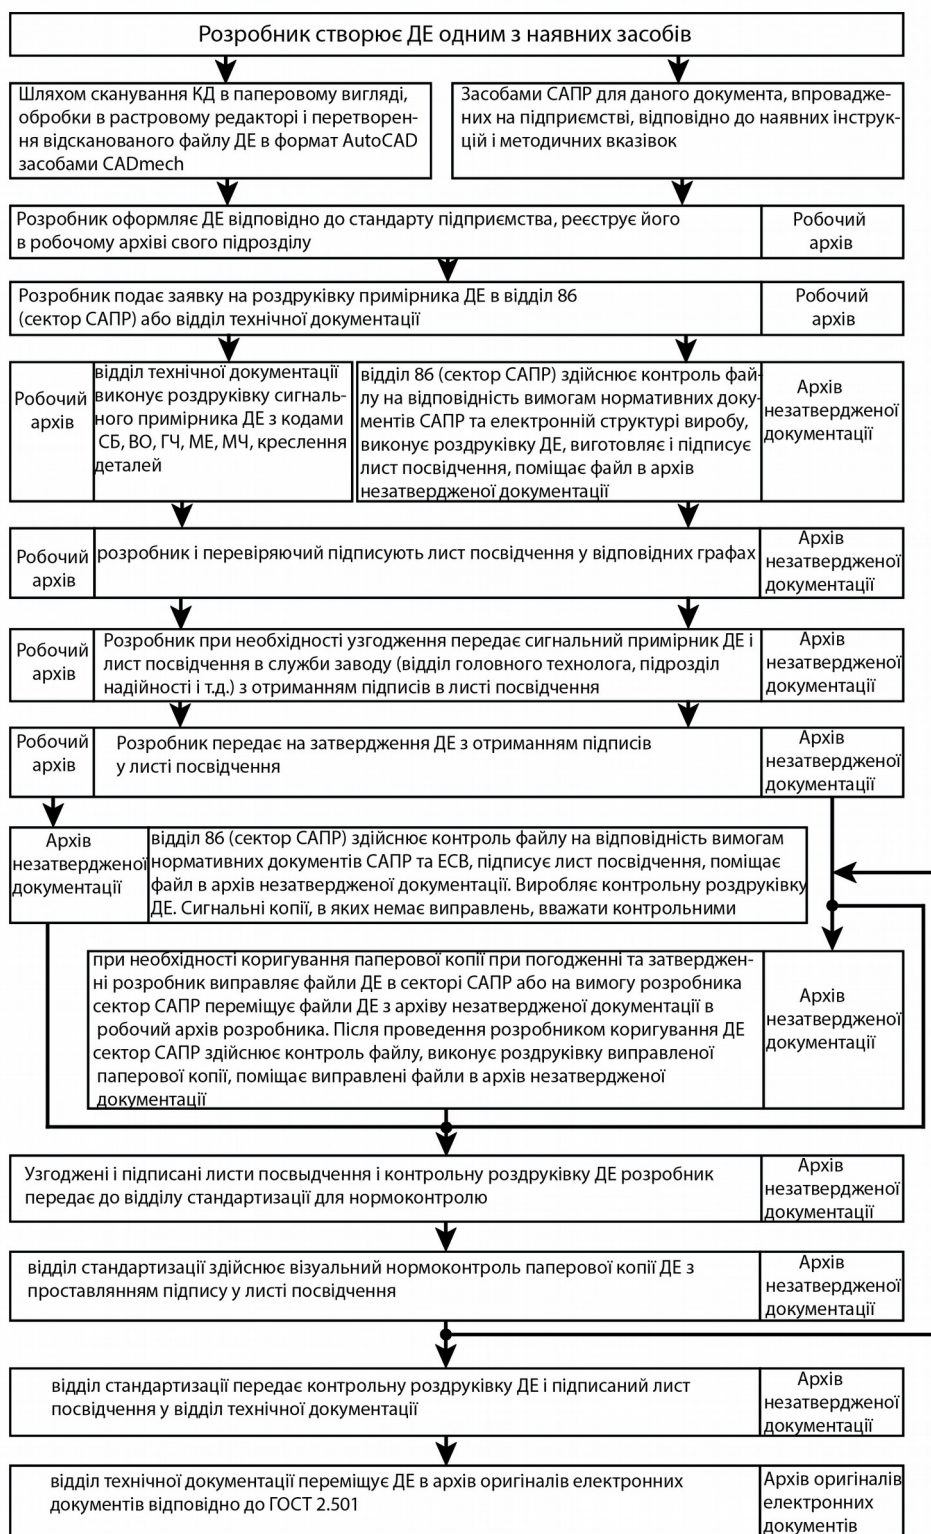 Розробник створює ДЕ одним з наявних засобів
Шляхом сканування КД в паперовому вигляді,
обробки в растровому редакторі і перетворен-
ня відсканованого файлу ДЕ в формат AutoCAD
засобами CADmech
Засобами САПР для даного документа, впроваджe-
них на підприємстві, відповідно до наявних інструк-
цій і методичних вказівок
Розробник оформляє ДЕ відповідно до стандарту підприємства, реєструє його
в робочому архіві свого підрозділу
Робочий
архів
Розробник подає заявку на роздруківку примірника ДЕ в відділ 86
(сектор САПР) або відділ технічної документації
Робочий
архів
Робочий
архів
відділ технічної документації
виконує роздруківку сигналь-
ного примірника ДЕ з кодами
СБ, ВО, ГЧ, МЕ, МЧ, креслення
деталей
відділ 86 (сектор САПР) здійснює контроль фай-
лу на відповідність вимогам нормативних доку-
ментів САПР та електронній структурі виробу,
виконує роздруківку ДЕ, виготовляє і підписує
лист посвідчення, поміщає файл в архів
незатвердженої документації
Архів
незатвердженої
документації
Робочий
архів
розробник і перевіряючий підписують лист посвідчення у відповідних графах
Архів
незатвердженої
документації
Робочий
архів
Розробник при необхідності узгодження передає сигнальний примірник ДЕ і
лист посвідчення в служби заводу (відділ головного технолога, підрозділ
надійності і т.д.) з отриманням підписів в листі посвідчення
Архів
незатвердженої
документації
Робочий
архів
Розробник передає на затвердження ДЕ з отриманням підписів
у листі посвідчення
Архів
незатвердженої
документації
Архів
незатвердженої
документації
відділ 86 (сектор САПР) здійснює контроль файлу на відповідність вимогам
нормативних документів САПР та ЕСВ, підписує лист посвідчення, поміщає
файл в архів незатвердженої документації. Виробляє контрольну роздруківку
ДЕ. Сигнальні копії, в яких немає виправлень, вважати контрольними
при необхідності коригування паперової копії при погодженні та затверджен-
ні розробник виправляє файли ДЕ в секторі САПР або на вимогу розробника
сектор САПР переміщує файли ДЕ з архіву незатвердженої документації в
робочий архів розробника. Після проведення розробником коригування ДЕ
сектор САПР здійснює контроль файлу, виконує роздруківку виправленої
паперової копії, поміщає виправлені файли в архів незатвердженої
документації
Архів
незатвердженої
документації
Узгоджені і підписані листи посвыдчення і контрольну роздруківку ДЕ розробник
передає до відділу стандартизації для нормоконтролю
Архів
незатвердженої
документації
відділ стандартизації здійснює візуальний нормоконтроль паперової копії ДЕ з
проставлянням підпису у листі посвідчення
Архів
незатвердженої
документації
відділ стандартизації передає контрольну роздруківку ДЕ і підписаний лист
посвідчення у відділ технічної документації
Архів
незатвердженої
документації
відділ технічної документації переміщує ДЕ в архів оригіналів електронних
документів відповідно до ГОСТ 2.501
Архів оригіналів
електронних
документів